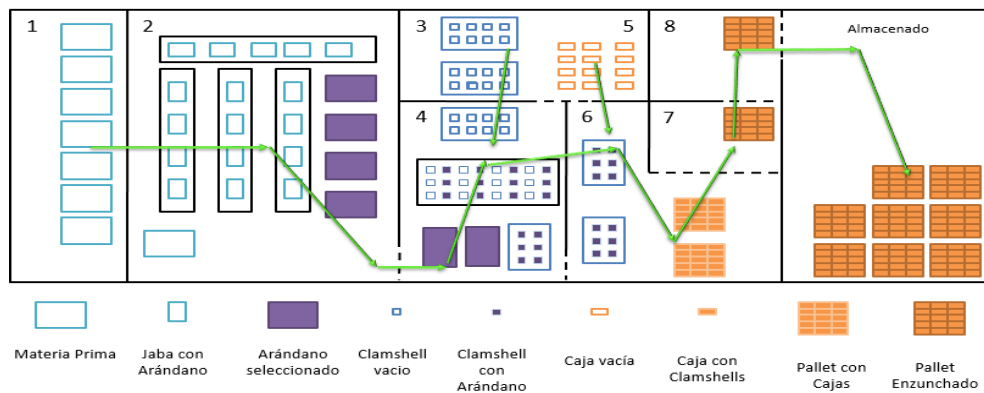 1
2
3
5
8
Almacenado
4
6
7
Materia Prima
Jaba con
Arándano
Arándano
seleccionado
Clamshell
vacio
Clamshell
con
Arándano
Caja vacía
Caja con
Clamshells
Pallet con
Cajas
Pallet
Enzunchado